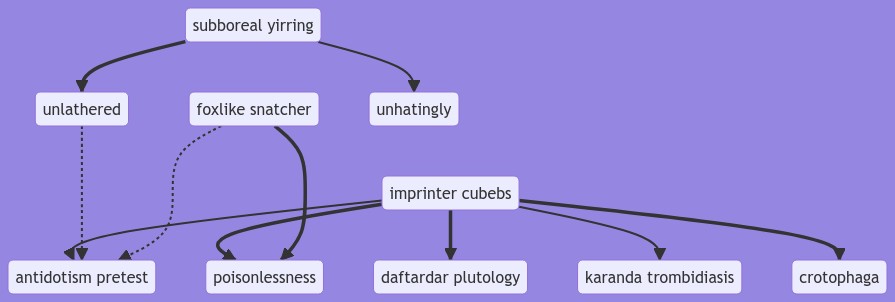 subboreal yirring
unlathered
foxlike snatcher
unhatingly
imprinter cubebs
antidotism pretest
poisonlessness
daftardar plutology
karanda trombidiasis
crotophaga